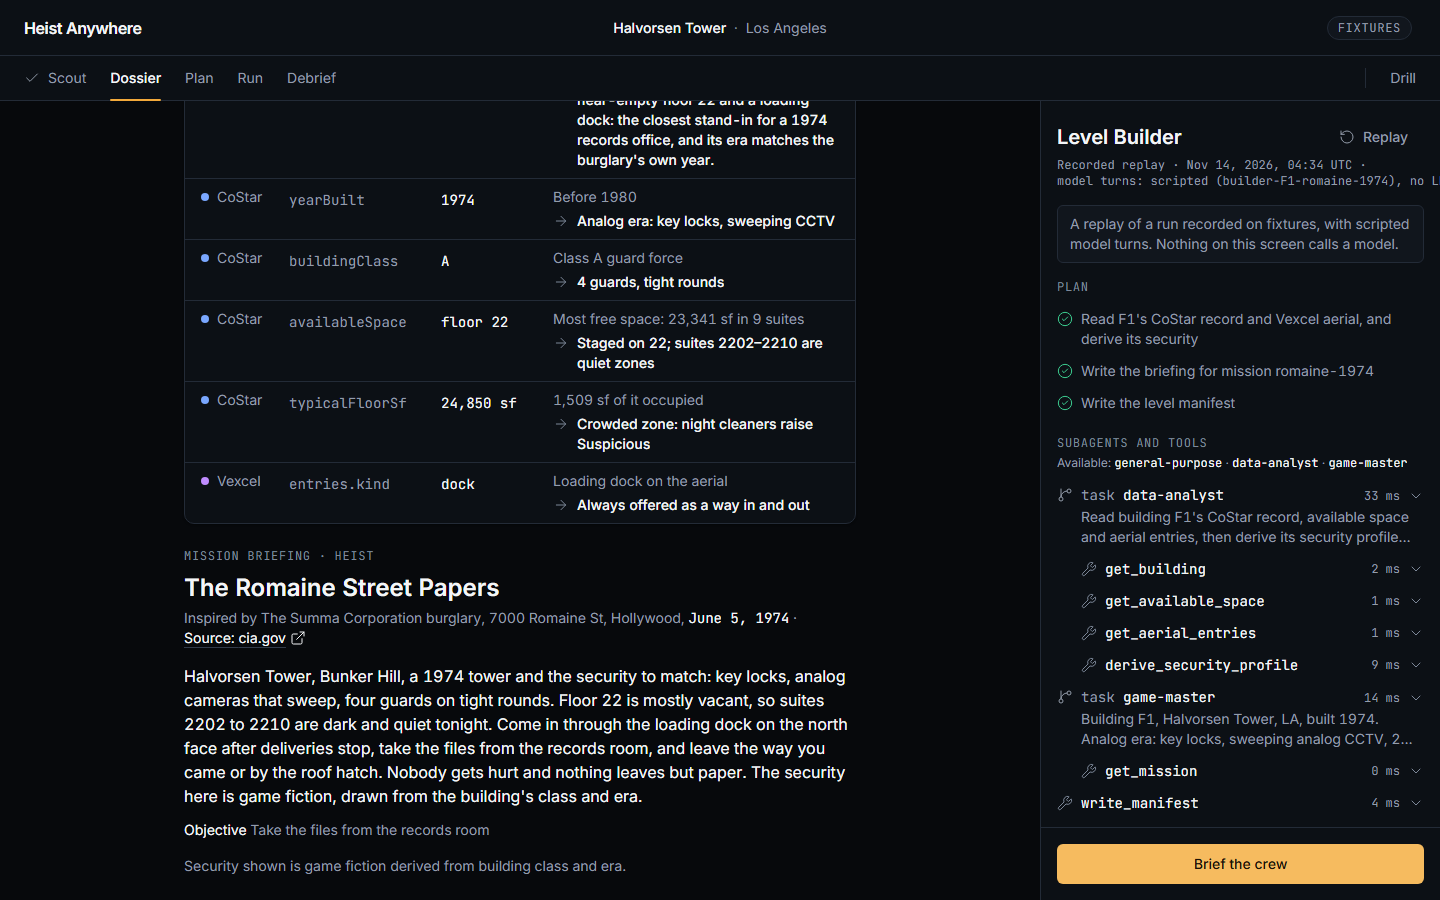 Heist Anywhere
Halvorsen Tower · Los Angeles
FIXTURES
Scout
Dossier
Plan
Run
Debrief
Drill
near-empty floor 22 and a loading
dock: the closest stand-in for a 1974
records office, and its era matches the
burglary's own year.
CoStar yearBuilt 1974 Before 1980
→ Analog era: key locks, sweeping CCTV
CoStar buildingClass A Class A guard force
→ 4 guards, tight rounds
CoStar availableSpace floor 22 Most free space: 23,341 sf in 9 suites
→ Staged on 22; suites 2202–2210 are
quiet zones
CoStar typicalFloorSf 24,850 sf 1,509 sf of it occupied
→ Crowded zone: night cleaners raise
Suspicious
Vexcel entries.kind dock Loading dock on the aerial
→ Always offered as a way in and out
MISSION BRIEFING · HEIST
The Romaine Street Papers
Inspired by The Summa Corporation burglary, 7000 Romaine St, Hollywood, June 5, 1974 ·
Source: cia.gov
Halvorsen Tower, Bunker Hill, a 1974 tower and the security to match: key locks, analog
cameras that sweep, four guards on tight rounds. Floor 22 is mostly vacant, so suites
2202 to 2210 are dark and quiet tonight. Come in through the loading dock on the north
face after deliveries stop, take the files from the records room, and leave the way you
came or by the roof hatch. Nobody gets hurt and nothing leaves but paper. The security
here is game fiction, drawn from the building's class and era.
Objective Take the files from the records room
Security shown is game fiction derived from building class and era.
Level Builder
Replay
Recorded replay · Nov 14, 2026, 04:34 UTC ·
model turns: scripted (builder-F1-romaine-1974), no L
A replay of a run recorded on fixtures, with scripted
model turns. Nothing on this screen calls a model.
PLAN
Read F1's CoStar record and Vexcel aerial, and
derive its security
Write the briefing for mission romaine-1974
Write the level manifest
SUBAGENTS AND TOOLS
Available: general-purpose · data-analyst · game-master
task data-analyst 33 ms
Read building F1's CoStar record, available space
and aerial entries, then derive its security profile...
get_building 2 ms
get_available_space 1 ms
get_aerial_entries 1 ms
derive_security_profile 9 ms
task game-master 14 ms
Building F1, Halvorsen Tower, LA, built 1974.
Analog era: key locks, sweeping analog CCTV, 2...
get_mission 0 ms
write_manifest 4 ms
Brief the crew